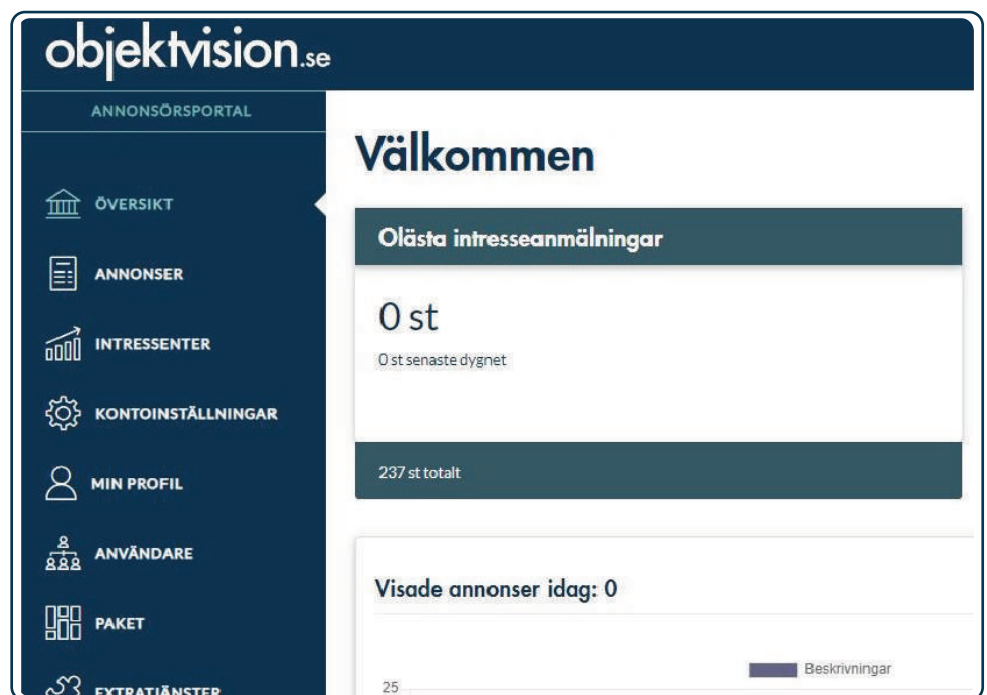 objektvision.se
ANNONSÖRSPORTAL
ÖVERSIKT
ANNONSER
INTRESSENTER
KONTOINSTÄLLNINGAR
MIN PROFIL
ANVÄNDARE
PAKET
EXTRATJÄNSTER
Välkommen
Olästa intresseanmälningar
0 st
0 st senaste dygnet
237 st totalt
Visade annonser idag: 0
Beskrivningar
25